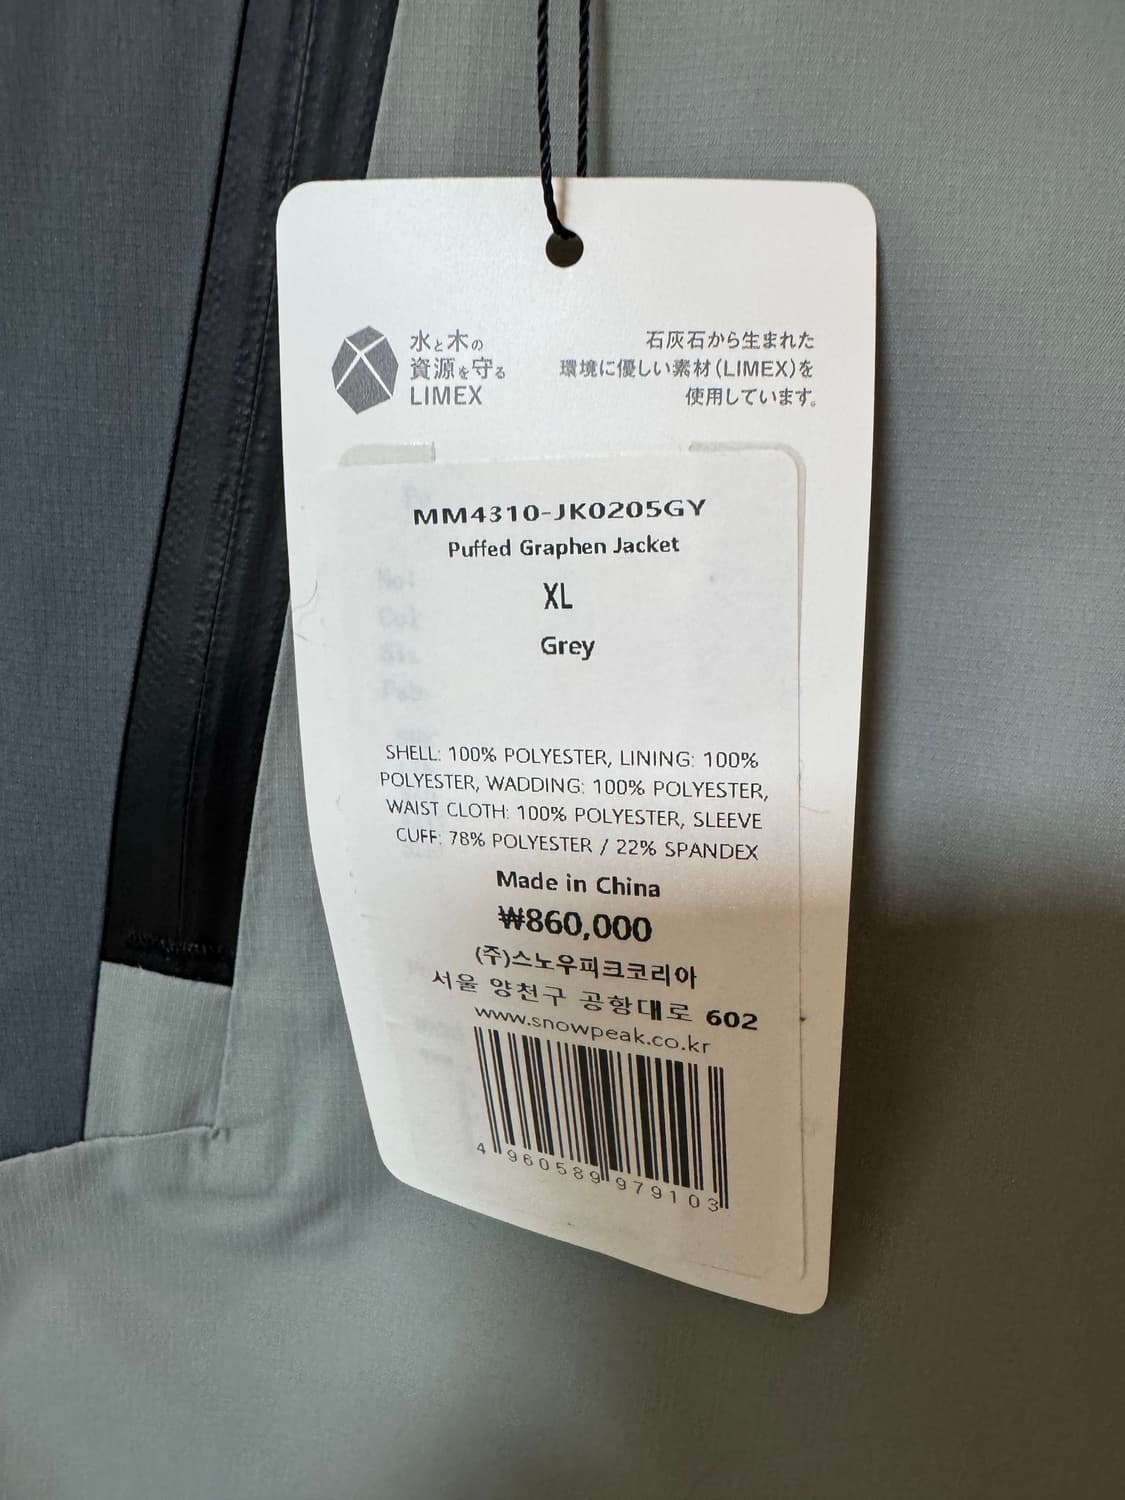 水と木の
資源を守る
LIMEX
石灰石から生まれた
環境に優しい素材(LIMEX)を
使用しています。
MM4310-JK0205GY
Puffed Graphen Jacket
XL
Grey
SHELL: 100% POLYESTER, LINING: 100%
POLYESTER, WADDING: 100% POLYESTER,
WAIST CLOTH: 100% POLYESTER, SLEEVE
CUFF: 78% POLYESTER / 22% SPANDEX
Made in China
₩860,000
(주)스노우피크코리아
서울 양천구 공항대로 602
www.snowpeak.co.kr
4 960589 979103